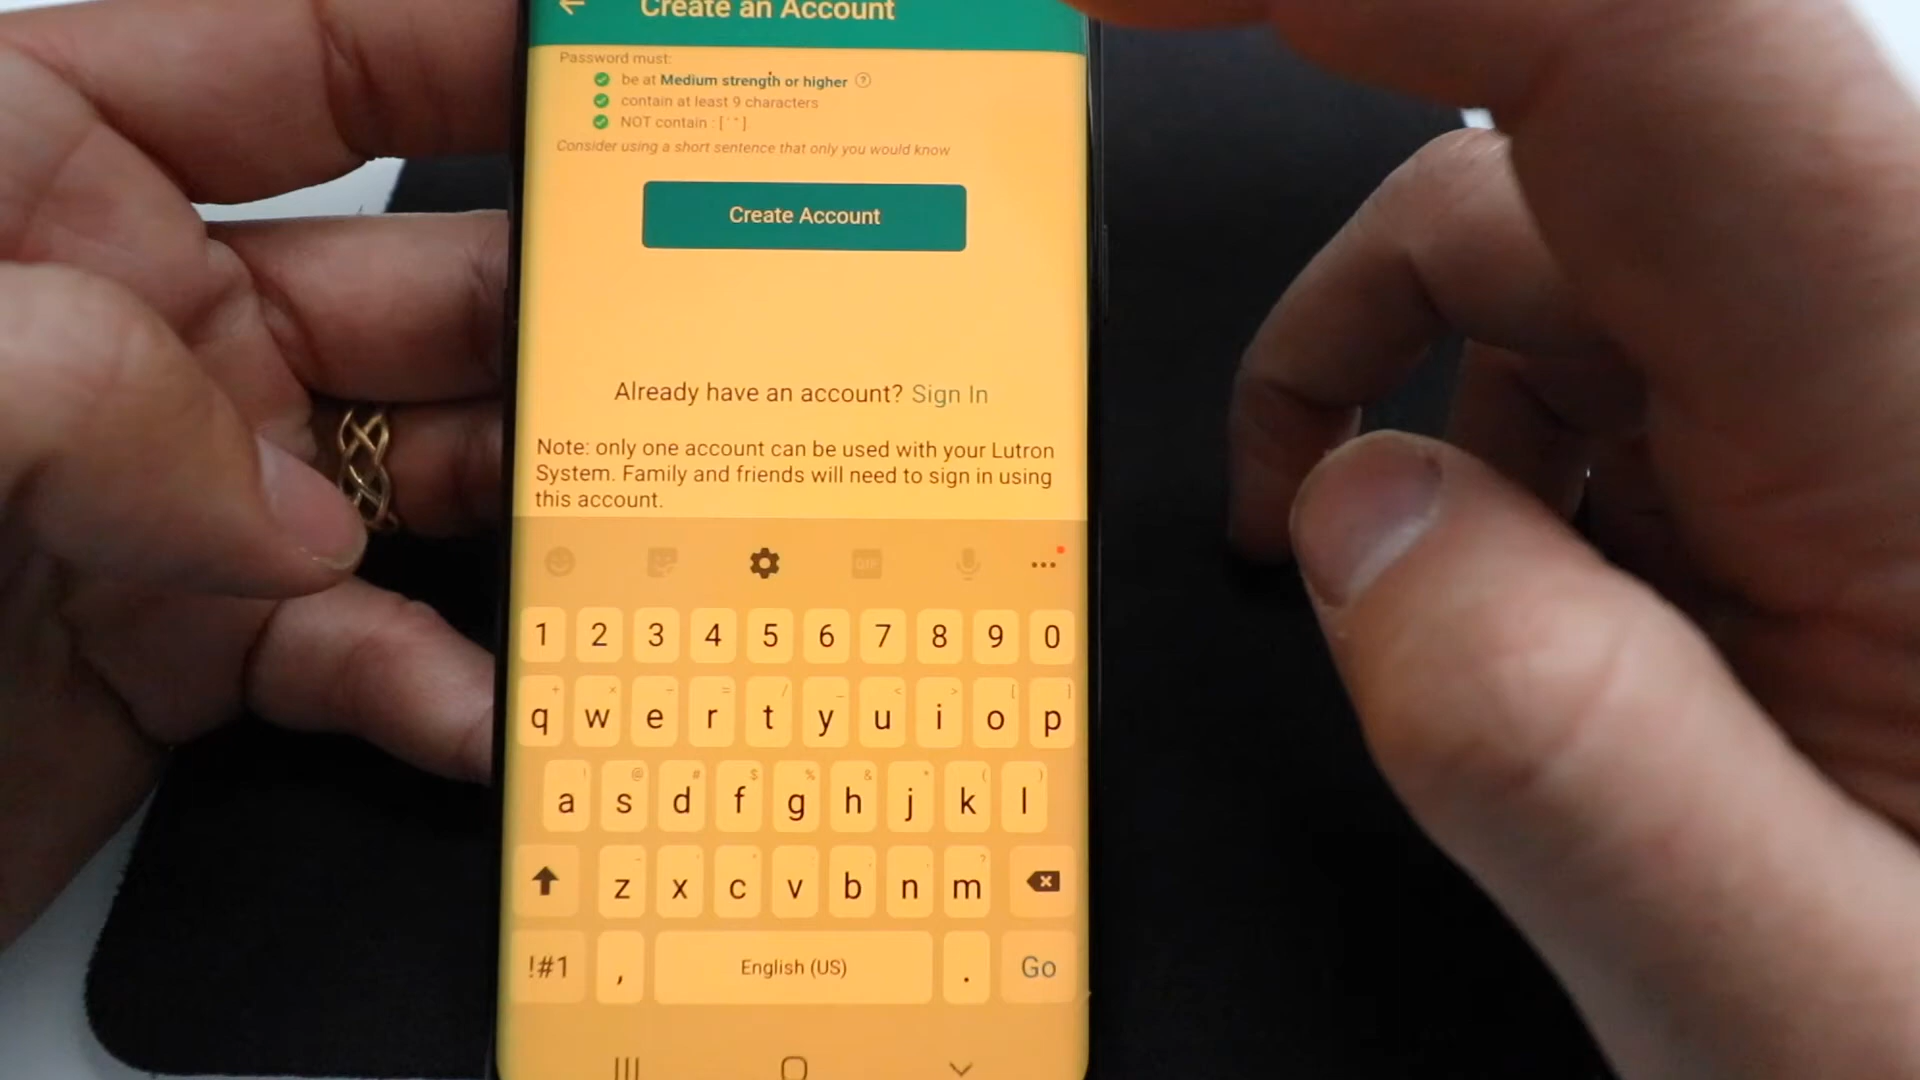 Create an Account
Password must:
be at Medium strength or higher ?
contain at least 9 characters
NOT contain : [ ` " ].
Consider using a short sentence that only you would know
Create Account
Already have an account? Sign In
Note: only one account can be used with your Lutron
System. Family and friends will need to sign in using
this account.
GIF
1 2 3 4 5 6 7 8 9 0
+ × ÷ = / _ < > [ ]
q w e r t y u i o p
! @ # $ % & * ( )
a s d f g h j k l
z x c v b n m
!#1 , English (US) . Go